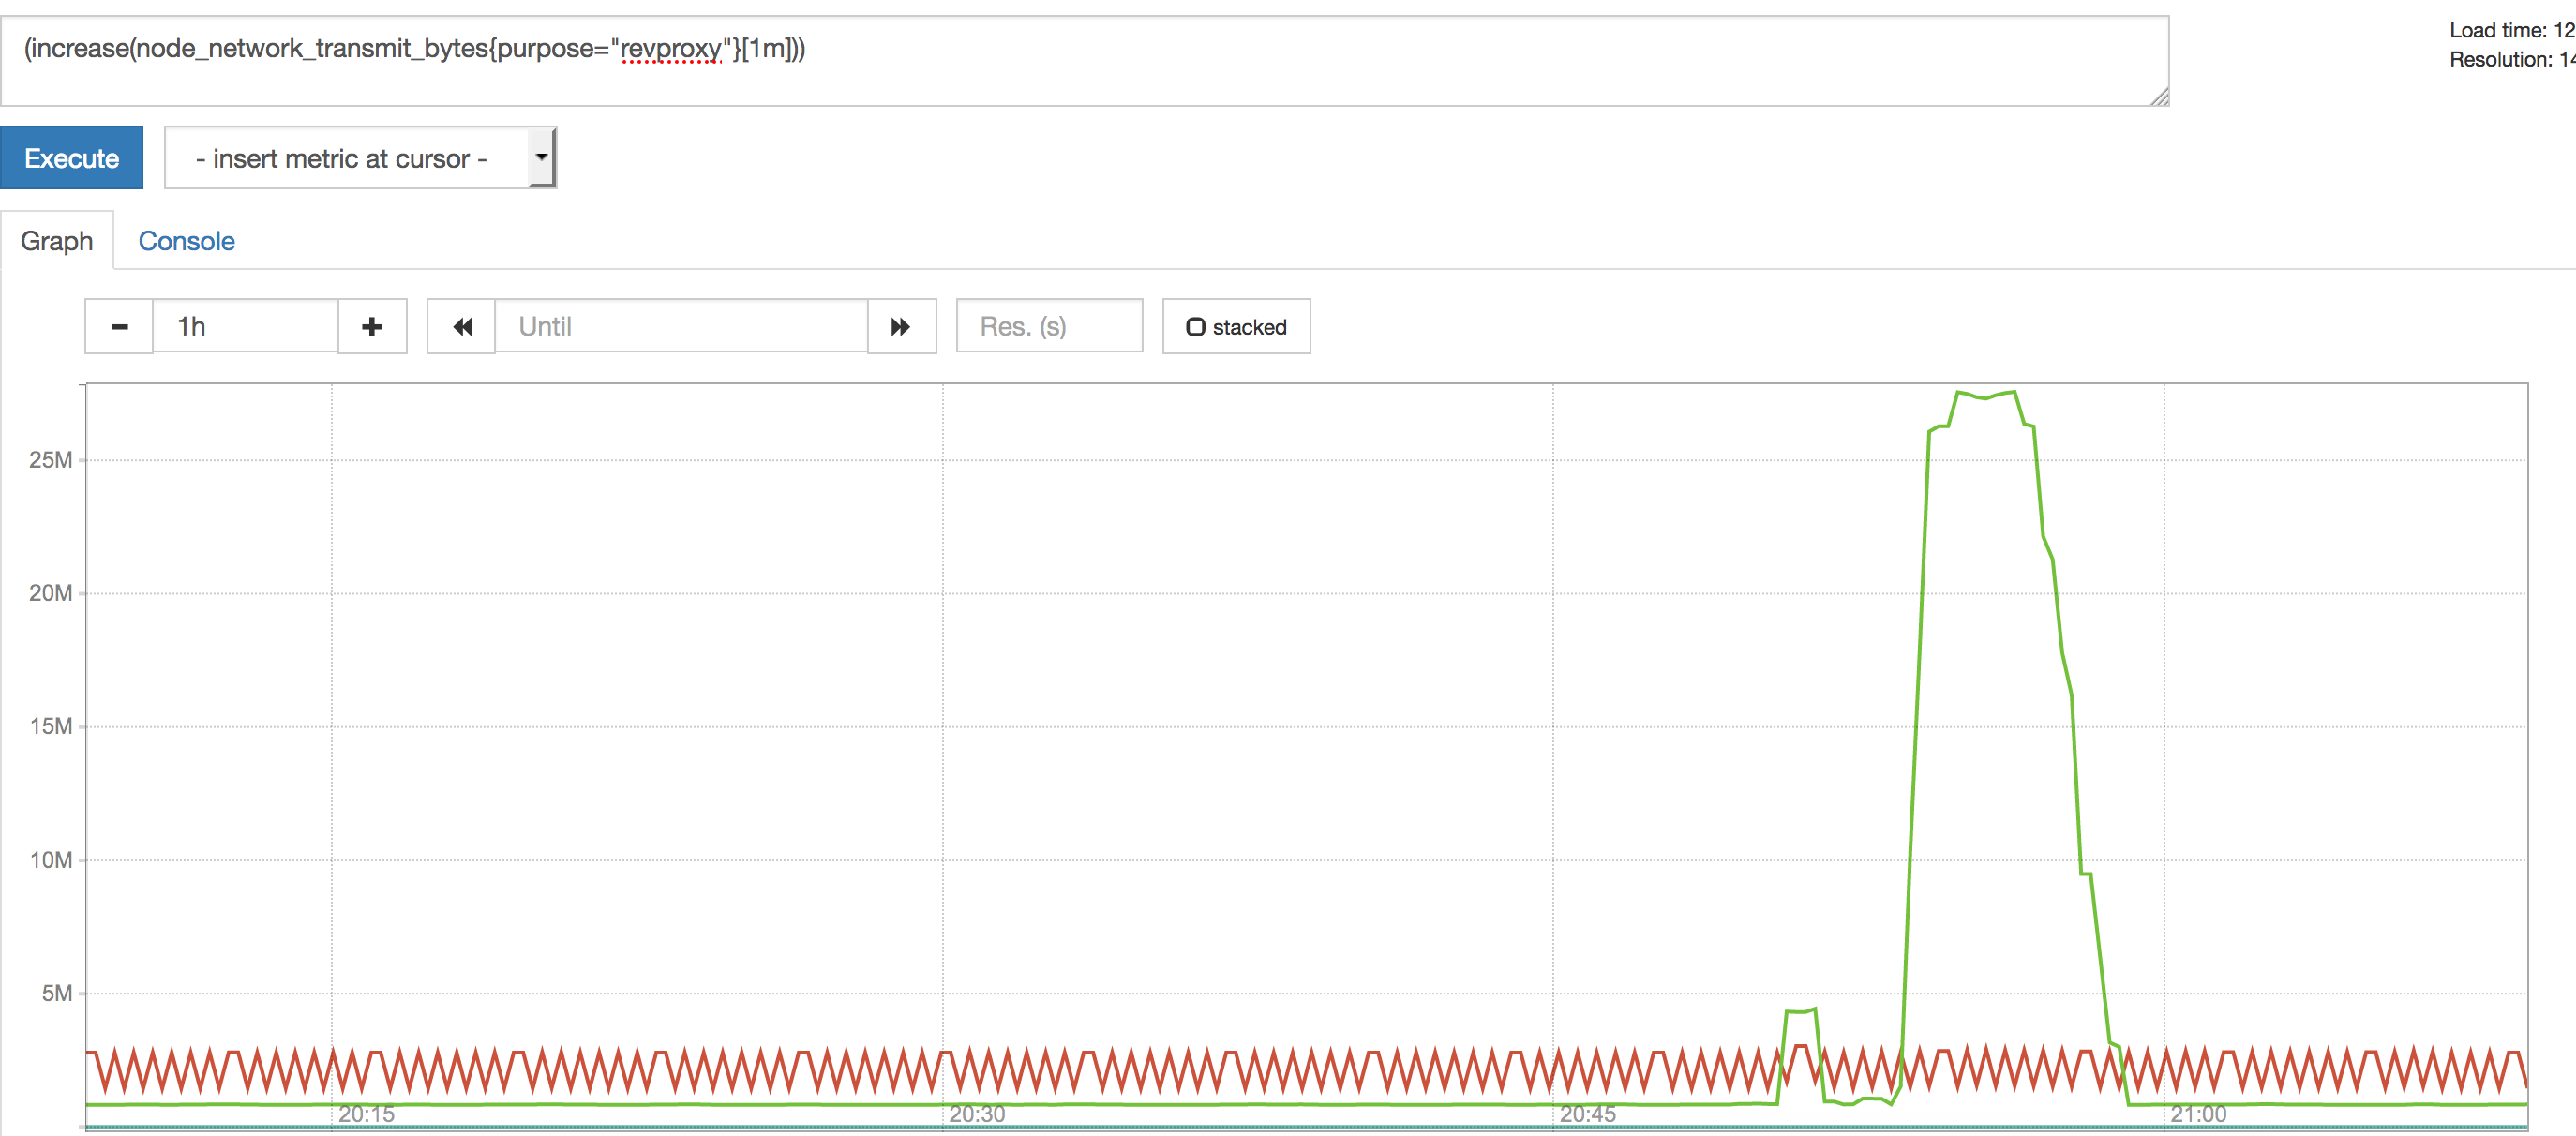 (increase(node_network_transmit_bytes{purpose="revproxy"}[1m]))
Load time: 12
Resolution: 14
Execute
- insert metric at cursor -
Graph
Console
1h
Until
Res. (s)
stacked
25M
20M
15M
10M
5M
20:15
20:30
20:45
21:00